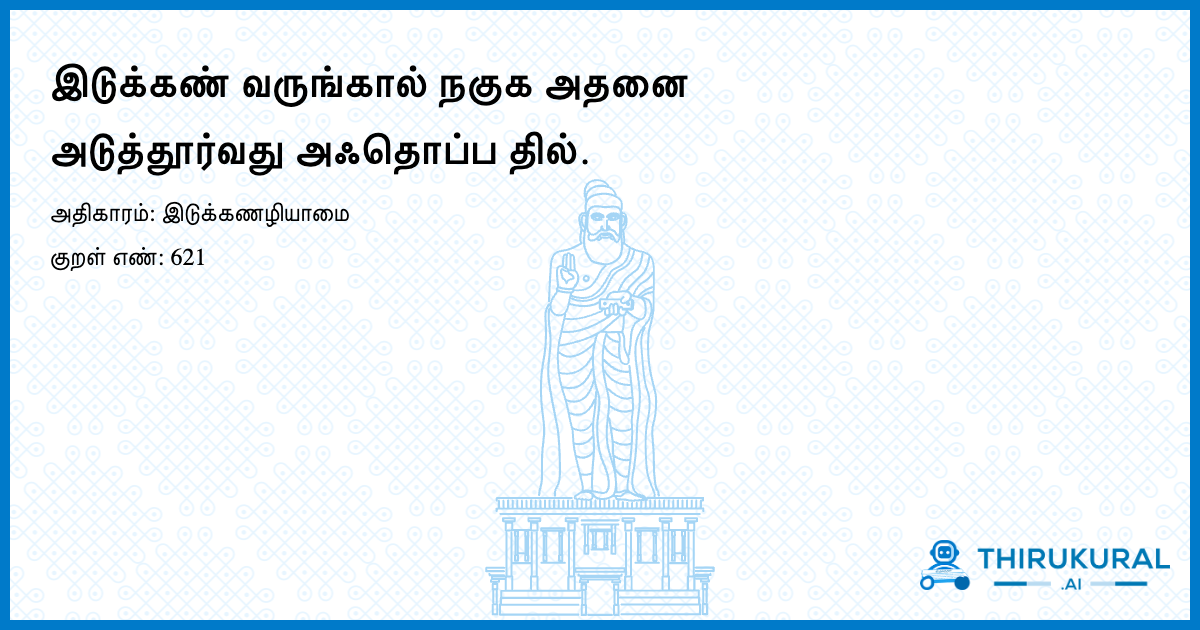 இடுக்கண் வருங்கால் நகுக அதனை
அடுத்தூர்வது அஃதொப்ப தில்.
அதிகாரம்: இடுக்கணழியாமை
குறள் எண்: 621
THIRUKURAL
.AI